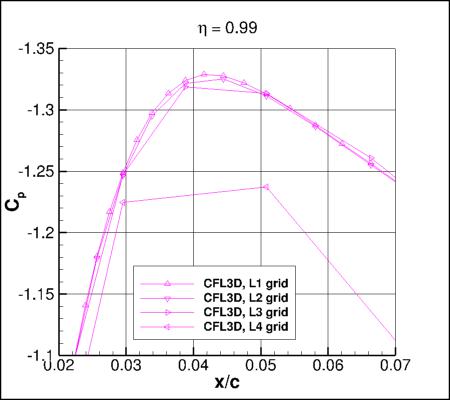 η = 0.99
-1.35
-1.3
-1.25
-1.2
-1.15
-1.1
Cp
0.02 0.03 0.04 0.05 0.06 0.07
x/c
CFL3D, L1 grid
CFL3D, L2 grid
CFL3D, L3 grid
CFL3D, L4 grid